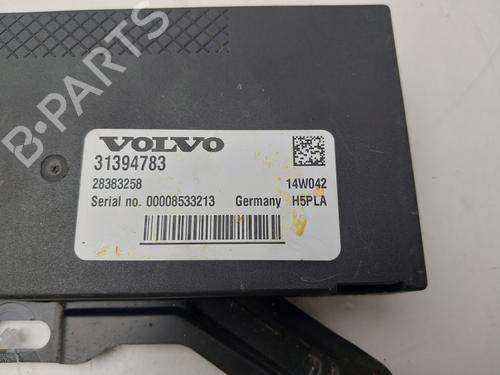 B-PARTS
VOLVO
31394783
28383258 14W042
Serial no. 00008533213 Germany H5PLA